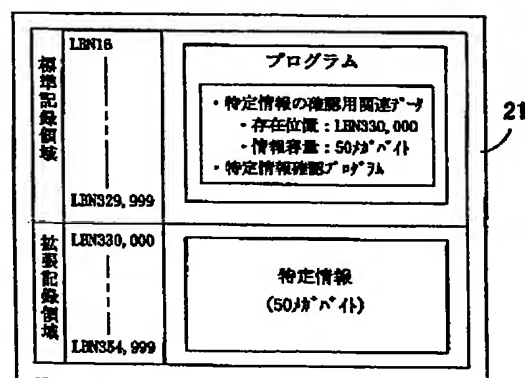 標準記録領域
LBN16
LBN329,999
プログラム
・特定情報の確認用関連データ
・存在位置：LBN330,000
・情報容量：50メガバイト
・特定情報確認プログラム
21
拡張記録領域
LBN330,000
LBN354,999
特定情報
(50メガバイト)